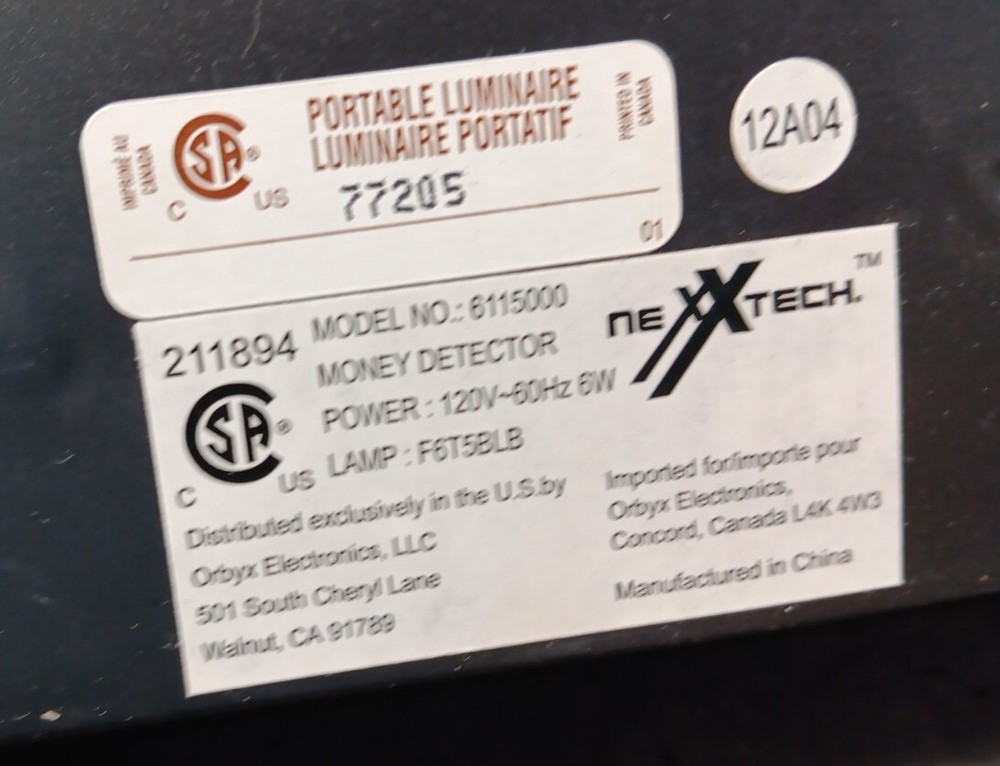 IMPRIMÉ AU
CANADA
CSA®
C US
PORTABLE LUMINAIRE
LUMINAIRE PORTATIF
77205
PRINTED IN
CANADA
01
12A04
211894
CSA®
C US
MODEL NO.: 6115000
MONEY DETECTOR
POWER : 120V~60Hz 6W
LAMP : F6T5BLB
NEXXTECH.™
Distributed exclusively in the U.S.by
Orbyx Electronics, LLC
501 South Cheryl Lane
Walnut, CA 91789
Imported for/importe pour
Orbyx Electronics,
Concord, Canada L4K 4W3
Manufactured in China